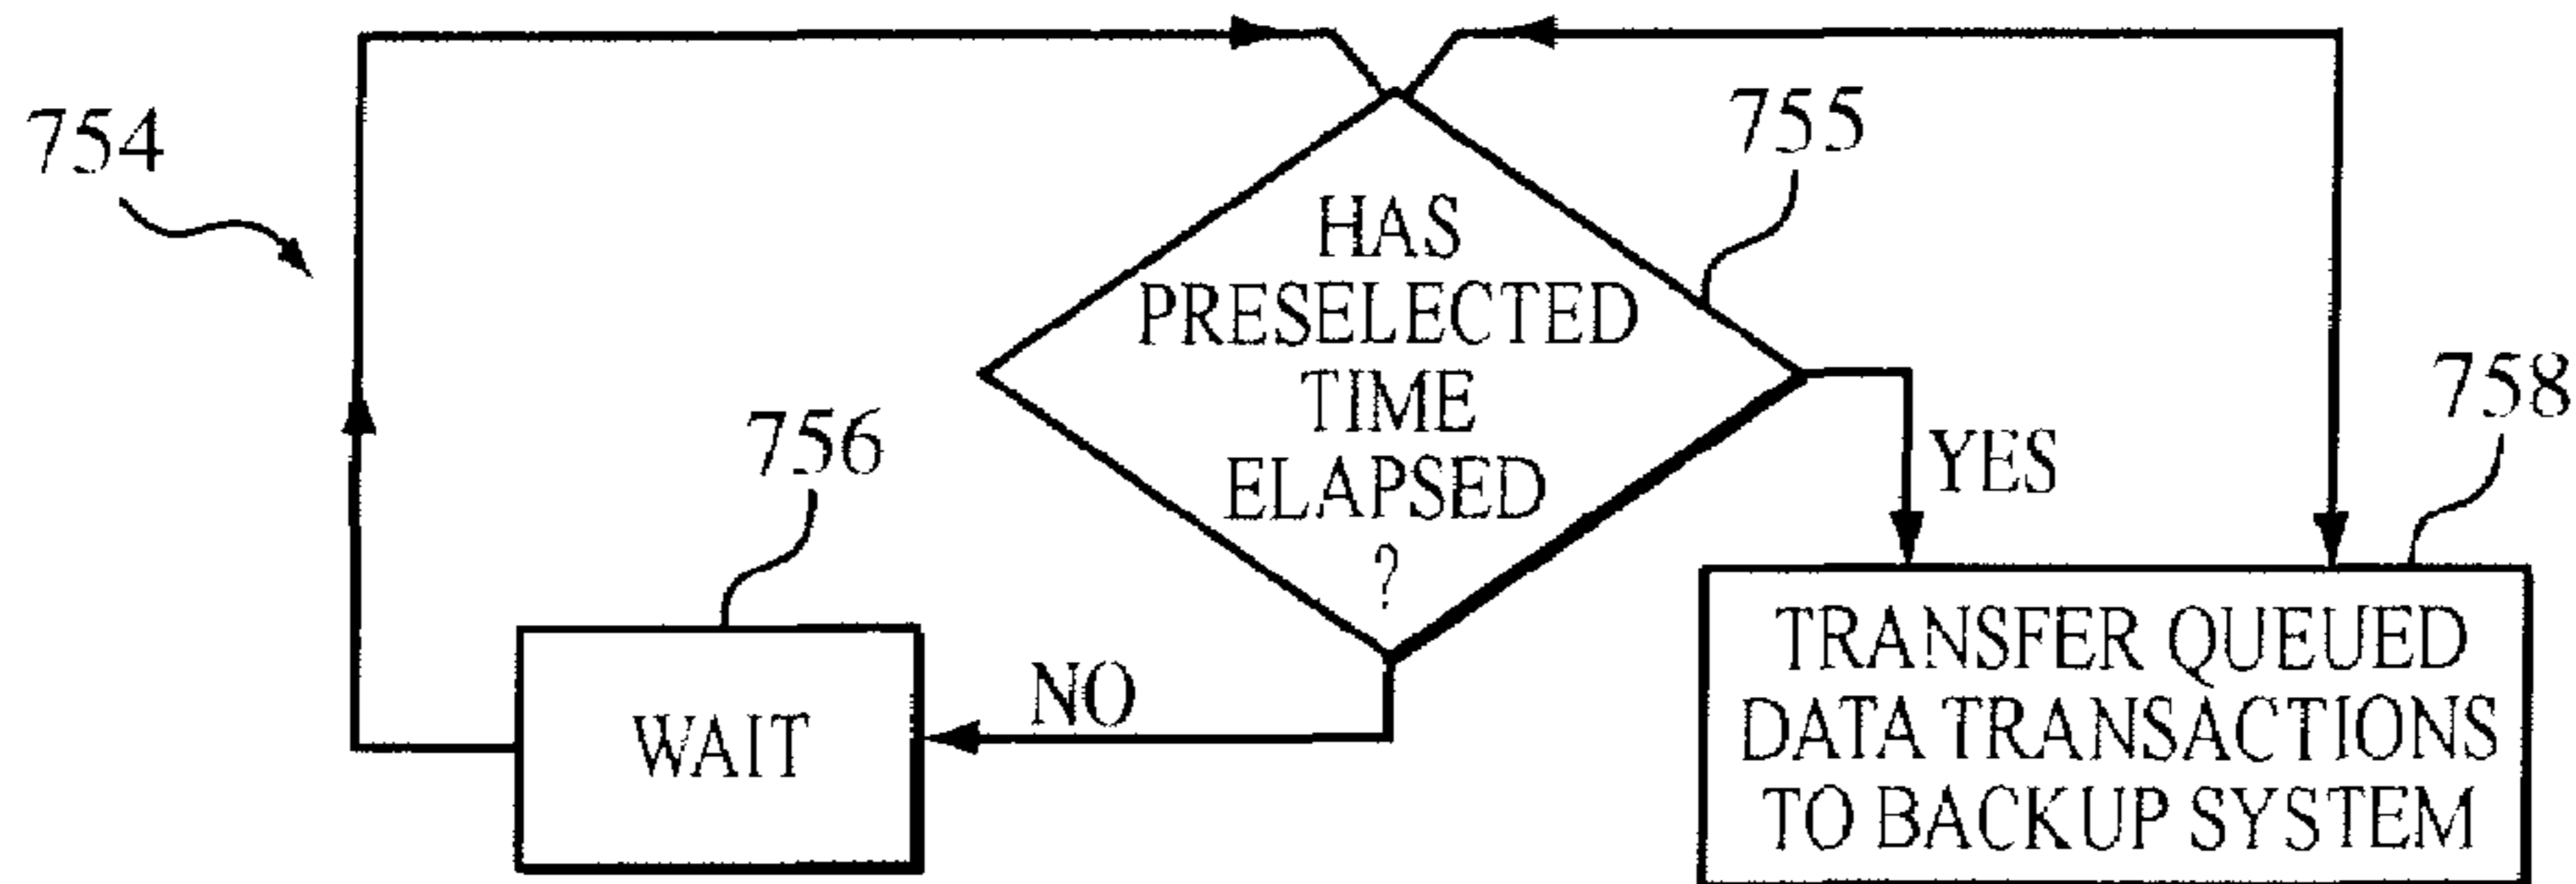 754
755
HAS
PRESELECTED
TIME
ELAPSED
?
YES
758
756
NO
WAIT
TRANSFER QUEUED
DATA TRANSACTIONS
TO BACKUP SYSTEM